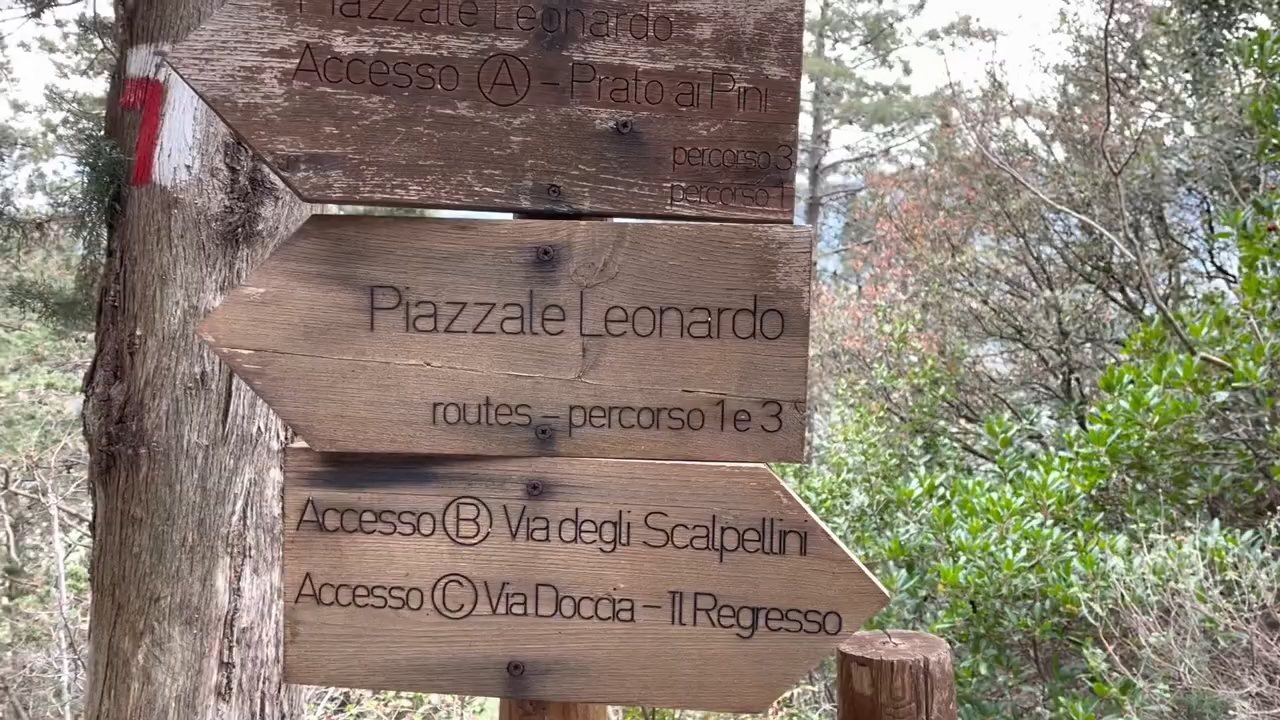 Piazzale Leonardo
Accesso A - Prato ai Pini
percorso 3
percorso 1
Piazzale Leonardo
routes - percorso 1 e 3
Accesso B Via degli Scalpellini
Accesso C Via Doccia - Il Regresso